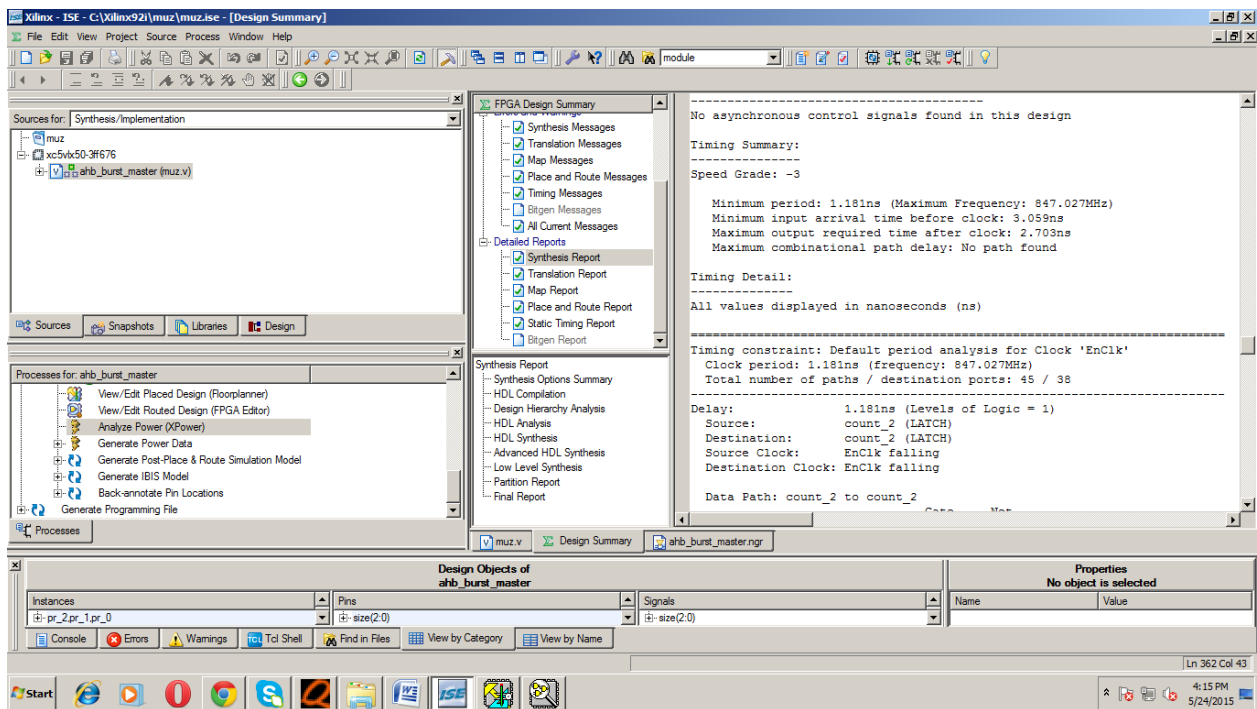 Xilinx - ISE - C:\Xilinx92i\muz\muz.ise - [Design Summary]
File Edit View Project Source Process Window Help
module
Sources for: Synthesis/Implementation
muz
xc5vlx50-3ff676
ahb_burst_master (muz.v)
Sources Snapshots Libraries Design
Processes for: ahb_burst_master
View/Edit Placed Design (Floorplanner)
View/Edit Routed Design (FPGA Editor)
Analyze Power (XPower)
Generate Power Data
Generate Post-Place & Route Simulation Model
Generate IBIS Model
Back-annotate Pin Locations
Generate Programming File
Processes
FPGA Design Summary
Errors and Warnings
Synthesis Messages
Translation Messages
Map Messages
Place and Route Messages
Timing Messages
Bitgen Messages
All Current Messages
Detailed Reports
Synthesis Report
Translation Report
Map Report
Place and Route Report
Static Timing Report
Bitgen Report
Synthesis Report
Synthesis Options Summary
HDL Compilation
Design Hierarchy Analysis
HDL Analysis
HDL Synthesis
Advanced HDL Synthesis
Low Level Synthesis
Partition Report
Final Report
No asynchronous control signals found in this design
Timing Summary:
---------------
Speed Grade: -3
Minimum period: 1.181ns (Maximum Frequency: 847.027MHz)
Minimum input arrival time before clock: 3.059ns
Maximum output required time after clock: 2.703ns
Maximum combinational path delay: No path found
Timing Detail:
--------------
All values displayed in nanoseconds (ns)
Timing constraint: Default period analysis for Clock 'EnClk'
Clock period: 1.181ns (frequency: 847.027MHz)
Total number of paths / destination ports: 45 / 38
Delay: 1.181ns (Levels of Logic = 1)
Source: count_2 (LATCH)
Destination: count_2 (LATCH)
Source Clock: EnClk falling
Destination Clock: EnClk falling
Data Path: count_2 to count_2
Gate Net
muz.v Design Summary ahb_burst_master.ngr
Design Objects of
ahb_burst_master
Properties
No object is selected
Instances Pins Signals Name Value
pr_2,pr_1,pr_0 size(2:0) size(2:0)
Console Errors Warnings Tcl Shell Find in Files View by Category View by Name
Ln 362 Col 43
Start
4:15 PM
5/24/2015